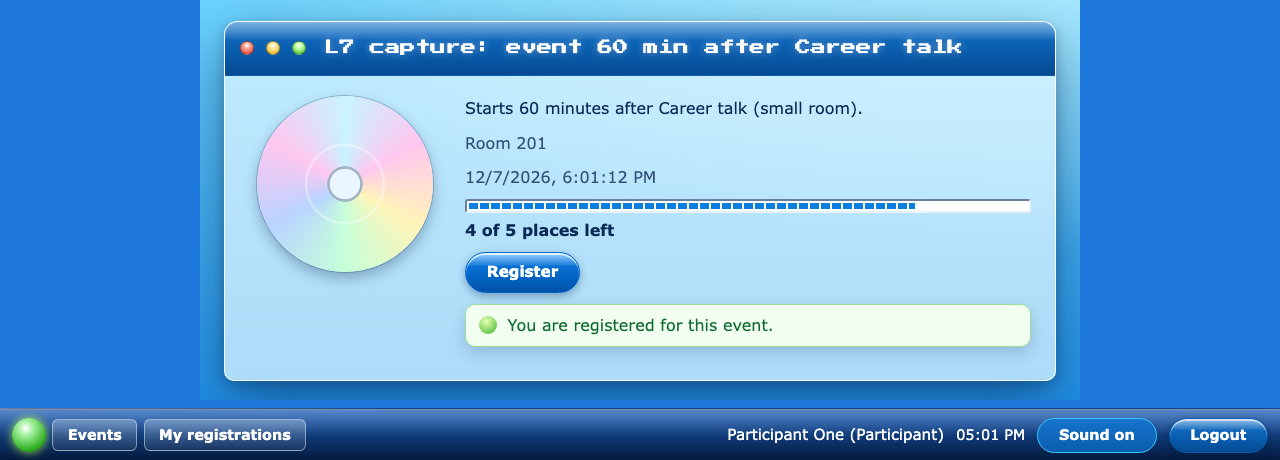 L7 capture: event 60 min after Career talk
Starts 60 minutes after Career talk (small room).
Room 201
12/7/2026, 6:01:12 PM
4 of 5 places left
Register
You are registered for this event.
Events
My registrations
Participant One (Participant)
05:01 PM
Sound on
Logout